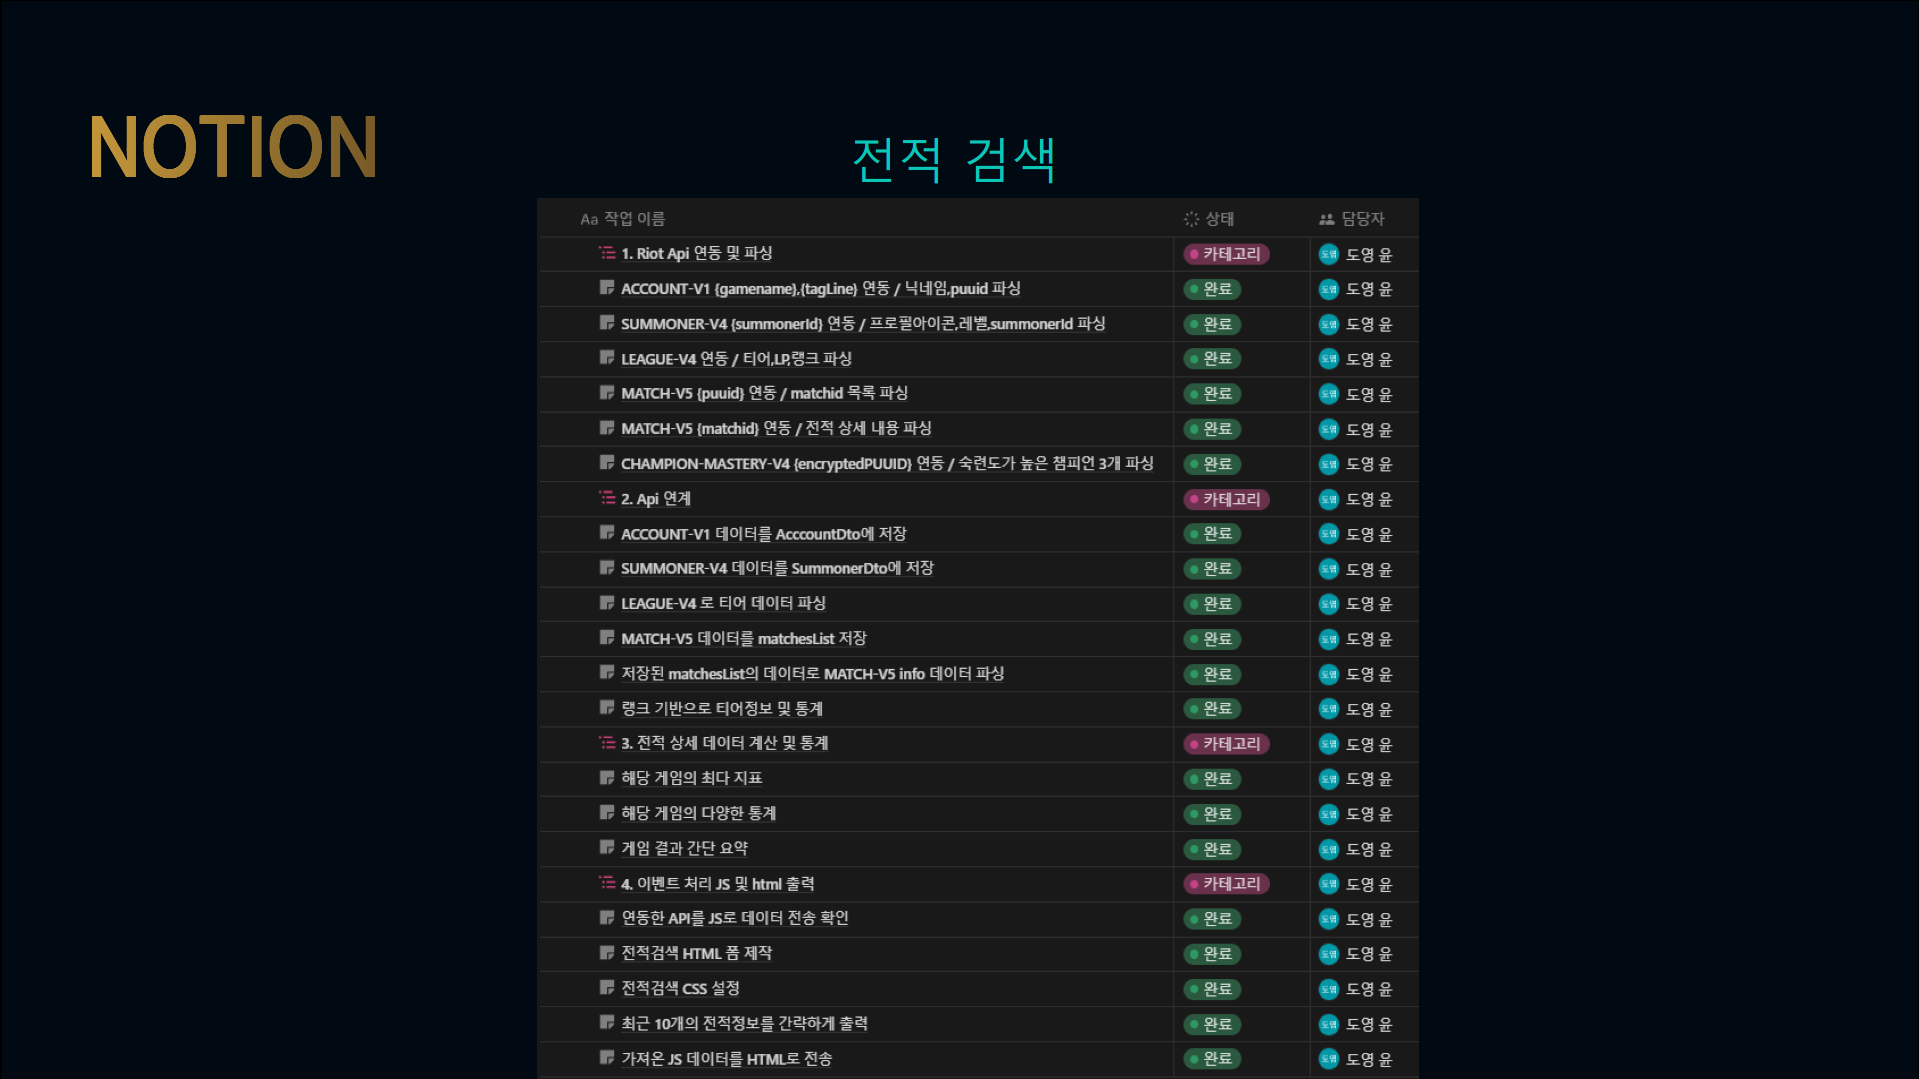 NOTION
전적 검색
Aa 작업 이름 상태 담당자
1. Riot Api 연동 및 파싱 카테고리 도영 윤
ACCOUNT-V1 {gamename},{tagLine} 연동 / 닉네임,puuid 파싱 완료 도영 윤
SUMMONER-V4 {summonerId} 연동 / 프로필아이콘,레벨,summonerId 파싱 완료 도영 윤
LEAGUE-V4 연동 / 티어,LP,랭크 파싱 완료 도영 윤
MATCH-V5 {puuid} 연동 / matchid 목록 파싱 완료 도영 윤
MATCH-V5 {matchid} 연동 / 전적 상세 내용 파싱 완료 도영 윤
CHAMPION-MASTERY-V4 {encryptedPUUID} 연동 / 숙련도가 높은 챔피언 3개 파싱 완료 도영 윤
2. Api 연계 카테고리 도영 윤
ACCOUNT-V1 데이터를 AcccountDto에 저장 완료 도영 윤
SUMMONER-V4 데이터를 SummonerDto에 저장 완료 도영 윤
LEAGUE-V4 로 티어 데이터 파싱 완료 도영 윤
MATCH-V5 데이터를 matchesList 저장 완료 도영 윤
저장된 matchesList의 데이터로 MATCH-V5 info 데이터 파싱 완료 도영 윤
랭크 기반으로 티어정보 및 통계 완료 도영 윤
3. 전적 상세 데이터 계산 및 통계 카테고리 도영 윤
해당 게임의 최다 지표 완료 도영 윤
해당 게임의 다양한 통계 완료 도영 윤
게임 결과 간단 요약 완료 도영 윤
4. 이벤트 처리 JS 및 html 출력 카테고리 도영 윤
연동한 API를 JS로 데이터 전송 확인 완료 도영 윤
전적검색 HTML 폼 제작 완료 도영 윤
전적검색 CSS 설정 완료 도영 윤
최근 10개의 전적정보를 간략하게 출력 완료 도영 윤
가져온 JS 데이터를 HTML로 전송 완료 도영 윤